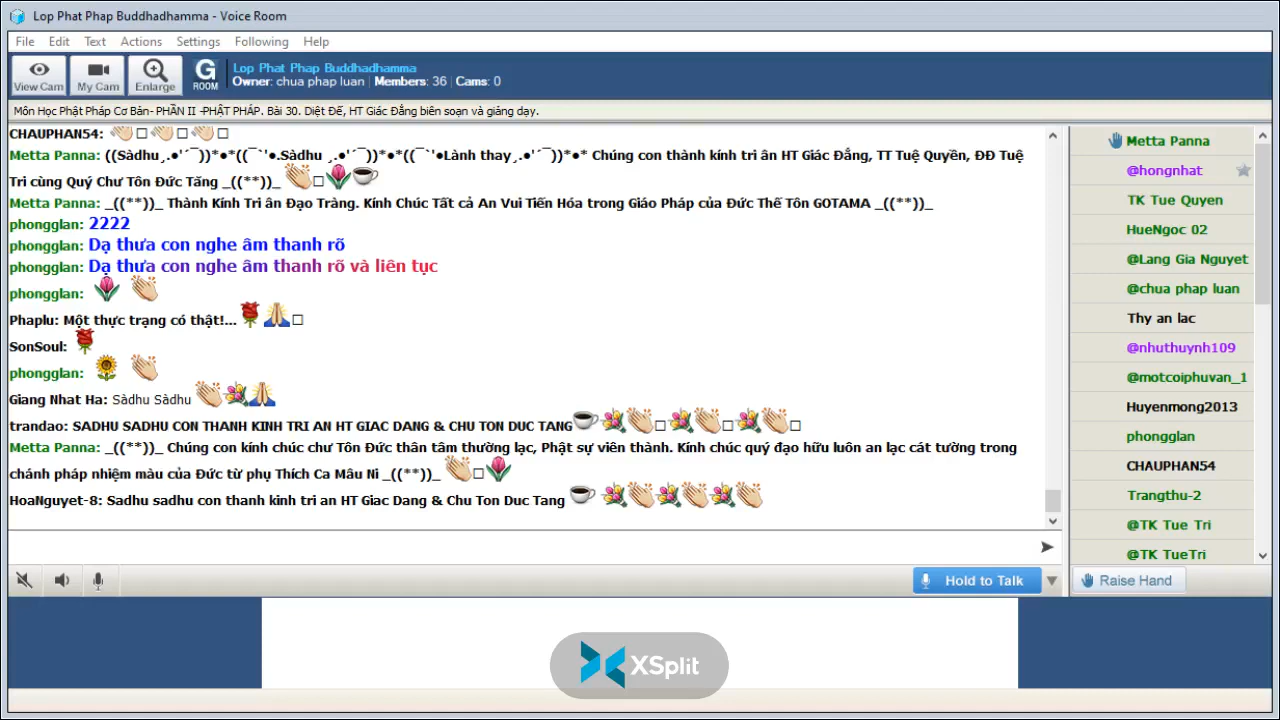 Lop Phat Phap Buddhadhamma - Voice Room
File Edit Text Actions Settings Following Help
View Cam My Cam Enlarge G ROOM
Lop Phat Phap Buddhadhamma
Owner: chua phap luan | Members: 36 | Cams: 0
Môn Học Phật Pháp Cơ Bản- PHẦN II -PHẬT PHÁP. Bài 30. Diệt Đế, HT Giác Đẳng biên soạn và giảng dạy.
CHAUPHAN54: 👏□👏□👏□
Metta Panna: ((Sàdhu¸.•'´¯))*•*((¯`'•.Sàdhu ¸.•'´¯))*•*((¯`'•Lành thay¸.•'´¯))*•* Chúng con thành kính tri ân HT Giác Đẳng, TT Tuệ Quyền, ĐĐ Tuệ
Tri cùng Quý Chư Tôn Đức Tăng _((**))_ 👏□🌷☕
Metta Panna: _((**))_ Thành Kính Tri ân Đạo Tràng. Kính Chúc Tất cả An Vui Tiến Hóa trong Giáo Pháp của Đức Thế Tôn GOTAMA _((**))_
phongglan: 2222
phongglan: Dạ thưa con nghe âm thanh rõ
phongglan: Dạ thưa con nghe âm thanh rõ và liên tục
phongglan: 🌷 👏
Phaplu: Một thực trạng có thật!... 🌹🙏□
SonSoul: 🌹
phongglan: 🌻 👏
Giang Nhat Ha: Sàdhu Sàdhu 👏💐🙏
trandao: SADHU SADHU CON THANH KINH TRI AN HT GIAC DANG & CHU TON DUC TANG☕💐👏□💐👏□💐👏□
Metta Panna: _((**))_ Chúng con kính chúc chư Tôn Đức thân tâm thường lạc, Phật sự viên thành. Kính chúc quý đạo hữu luôn an lạc cát tường trong
chánh pháp nhiệm màu của Đức từ phụ Thích Ca Mâu Ni _((**))_ 👏□🌷
HoaNguyet-8: Sadhu sadhu con thanh kinh tri an HT Giac Dang & Chu Ton Duc Tang ☕ 💐👏💐👏💐👏
Hold to Talk
Metta Panna
@hongnhat
TK Tue Quyen
HueNgoc 02
@Lang Gia Nguyet
@chua phap luan
Thy an lac
@nhuthuynh109
@motcoiphuvan_1
Huyenmong2013
phongglan
CHAUPHAN54
Trangthu-2
@TK Tue Tri
@TK TueTri
Raise Hand
XSplit